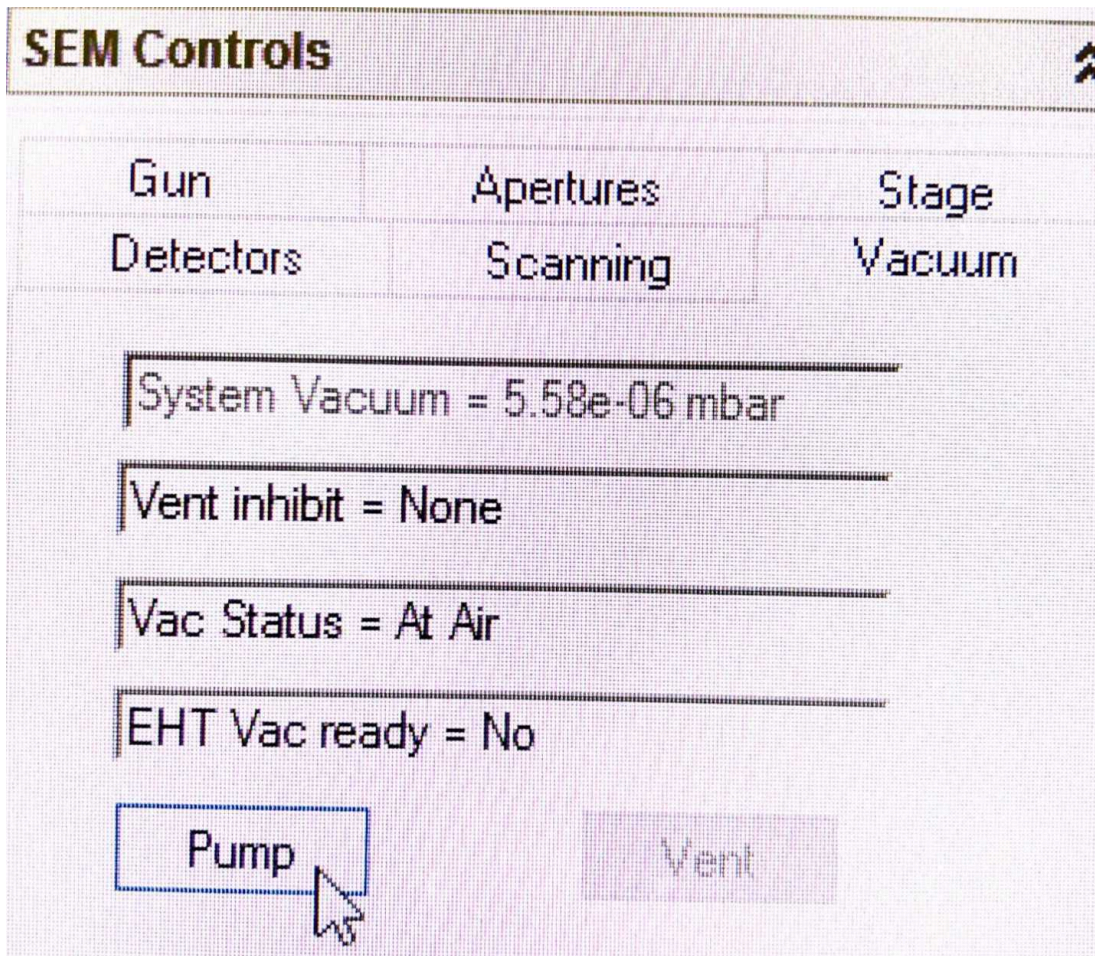 SEM Controls
Gun Apertures Stage
Detectors Scanning Vacuum
System Vacuum = 5.58e-06 mbar
Vent inhibit = None
Vac Status = At Air
EHT Vac ready = No
Pump Vent